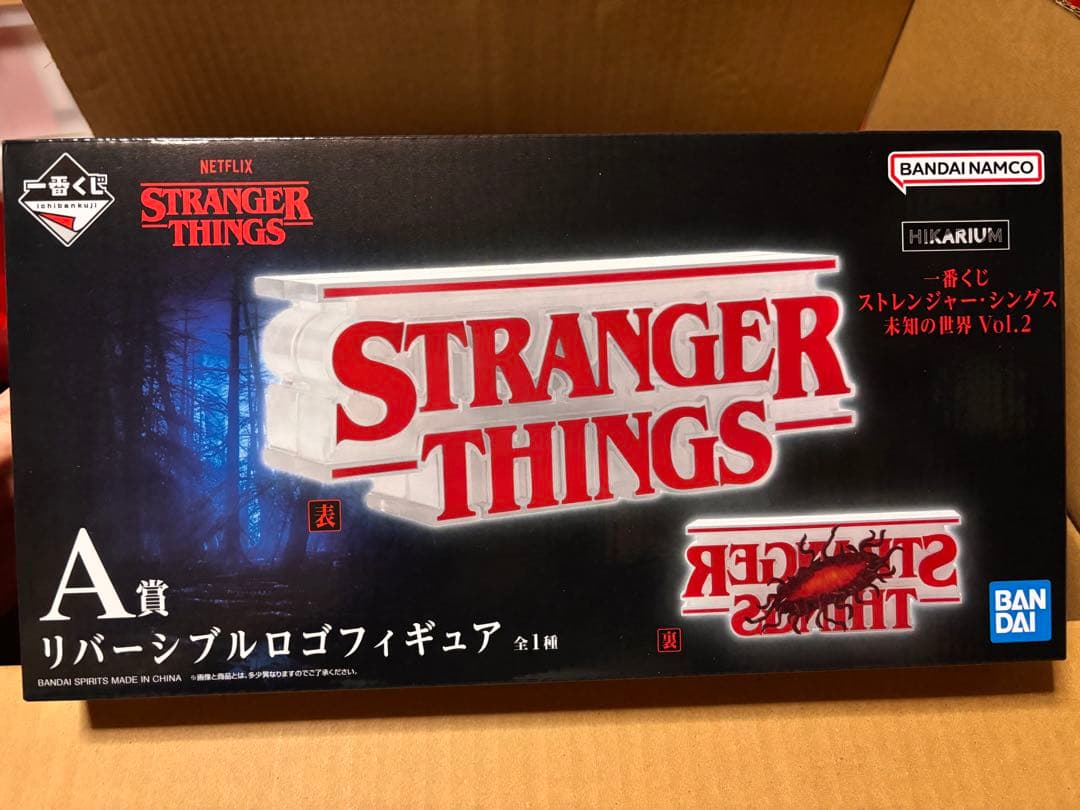 一番くじ
ichibankuji
NETFLIX
STRANGER
THINGS
BANDAI NAMCO
HIKARIUM
一番くじ
ストレンジャー・シングス
未知の世界 Vol.2
STRANGER
THINGS
表
STRANGER
THINGS
裏
A賞
リバーシブルロゴフィギュア 全1種
BANDAI SPIRITS MADE IN CHINA ※画像と商品とは、多少異なりますのでご了承ください。
BAN
DAI